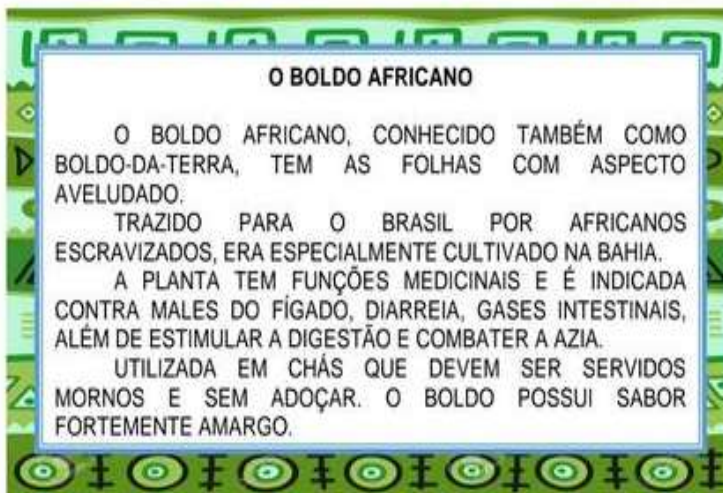 O BOLDO AFRICANO
O BOLDO AFRICANO, CONHECIDO TAMBÉM COMO
BOLDO-DA-TERRA, TEM AS FOLHAS COM ASPECTO
AVELUDADO.
TRAZIDO PARA O BRASIL POR AFRICANOS
ESCRAVIZADOS, ERA ESPECIALMENTE CULTIVADO NA BAHIA.
A PLANTA TEM FUNÇÕES MEDICINAIS E É INDICADA
CONTRA MALES DO FÍGADO, DIARREIA, GASES INTESTINAIS,
ALÉM DE ESTIMULAR A DIGESTÃO E COMBATER A AZIA.
UTILIZADA EM CHÁS QUE DEVEM SER SERVIDOS
MORNOS E SEM ADOÇAR. O BOLDO POSSUI SABOR
FORTEMENTE AMARGO.